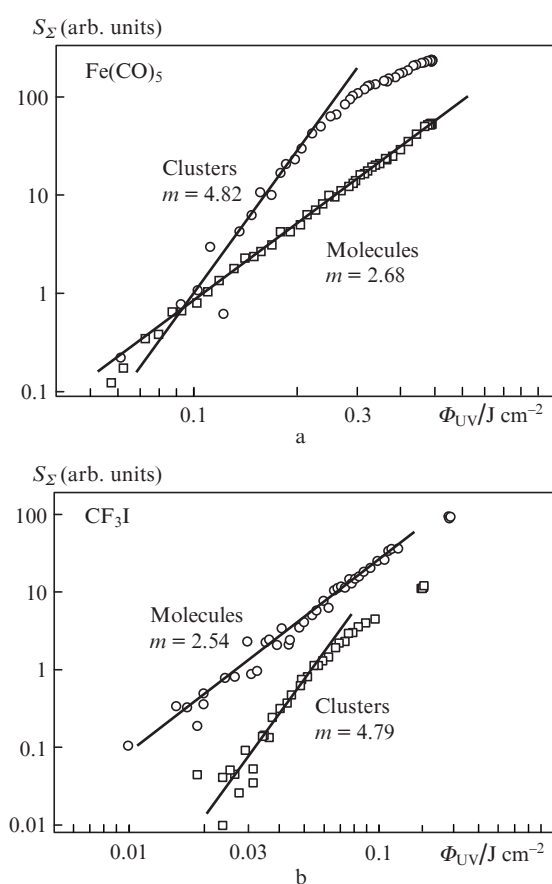 S_Σ (arb. units)
Fe(CO)₅
100
Clusters
m = 4.82
10
Molecules
m = 2.68
1
0.1
0.1
0.3
Φ_UV/J cm⁻²
a
S_Σ (arb. units)
100
CF₃I
10
Molecules
m = 2.54
1
Clusters
m = 4.79
0.1
0.01
0.01
0.03
0.1
Φ_UV/J cm⁻²
b